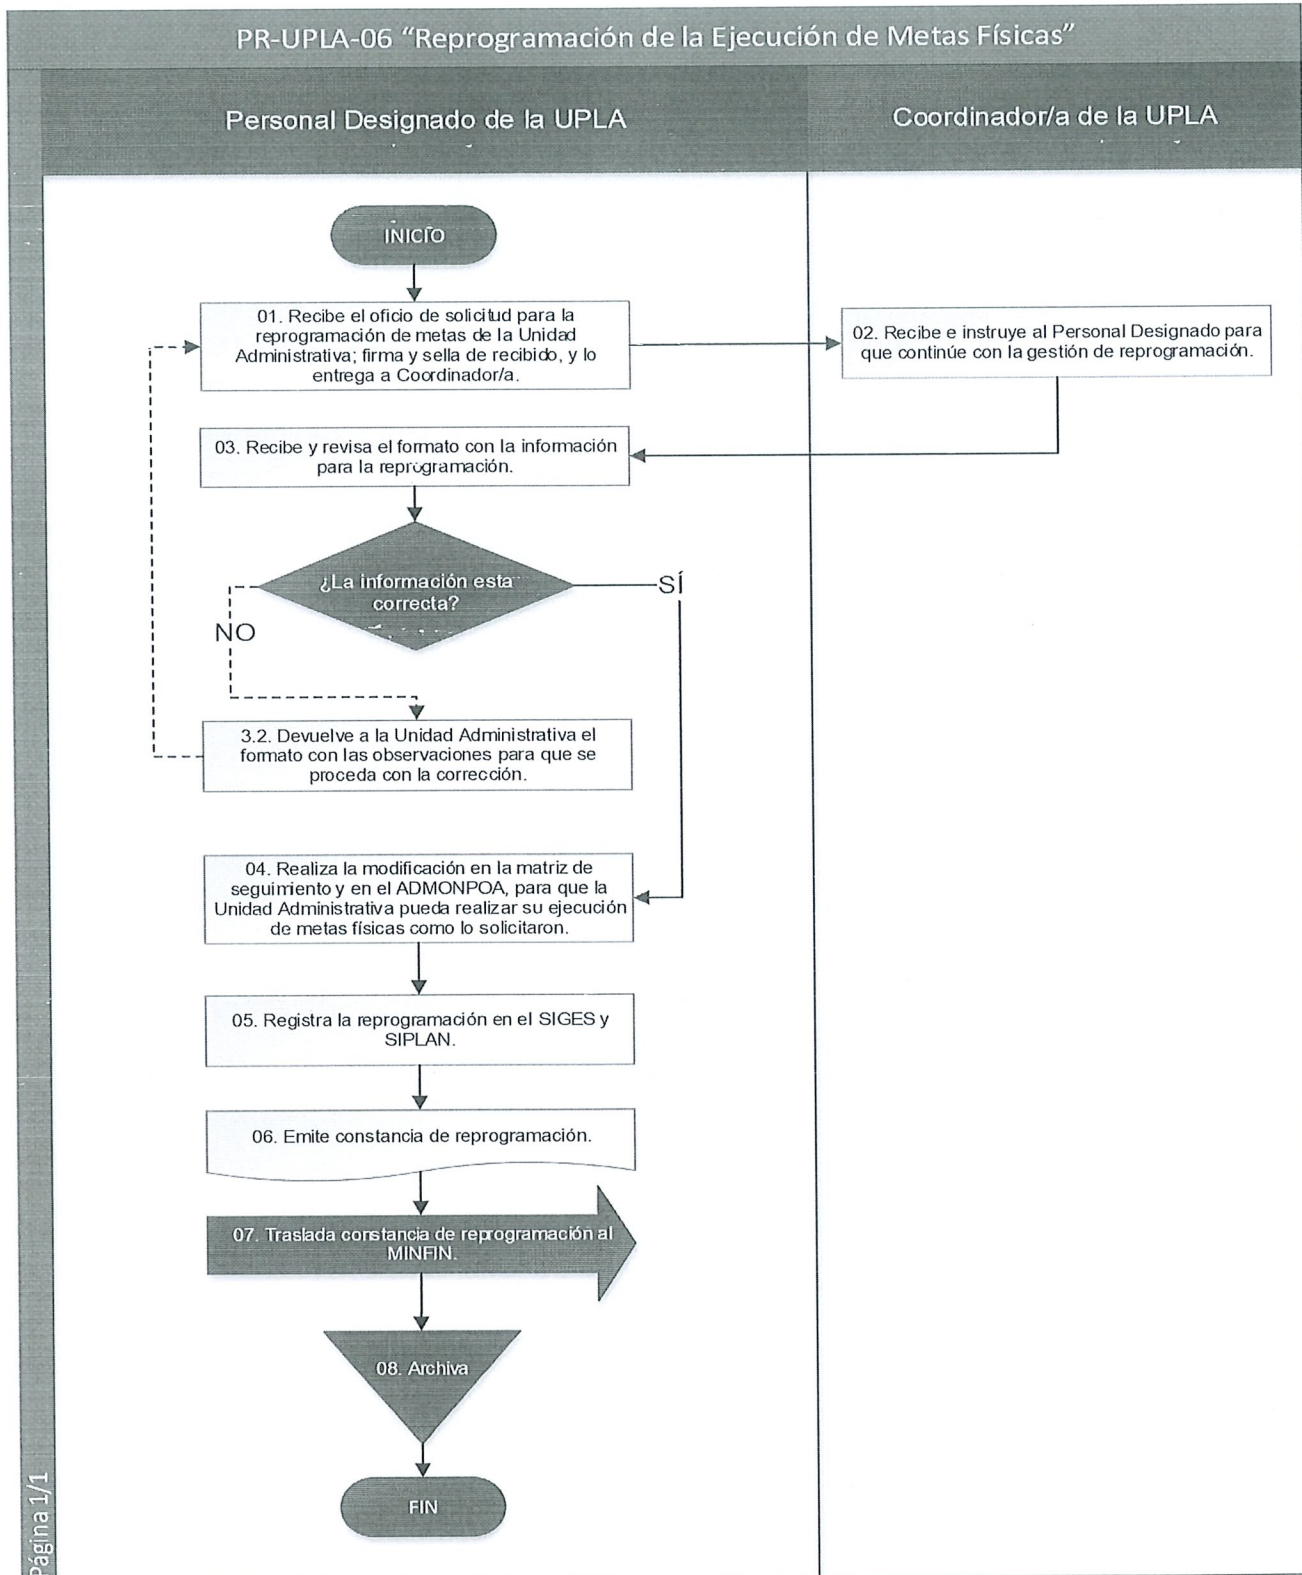 PR-UPLA-06 “Reprogramación de la Ejecución de Metas Físicas”
Personal Designado de la UPLA
Coordinador/a de la UPLA
INICIO
01. Recibe el oficio de solicitud para la
reprogramación de metas de la Unidad
Administrativa; firma y sella de recibido, y lo
entrega a Coordinador/a.
02. Recibe e instruye al Personal Designado para
que continúe con la gestión de reprogramación.
03. Recibe y revisa el formato con la información
para la reprogramación.
¿La información esta
correcta?
SÍ
NO
3.2. Devuelve a la Unidad Administrativa el
formato con las observaciones para que se
proceda con la corrección.
04. Realiza la modificación en la matriz de
seguimiento y en el ADMONPOA, para que la
Unidad Administrativa pueda realizar su ejecución
de metas físicas como lo solicitaron.
05. Registra la reprogramación en el SIGES y
SIPLAN.
06. Emite constancia de reprogramación.
07. Traslada constancia de reprogramación al
MINFIN.
08. Archiva
FIN
Página 1/1